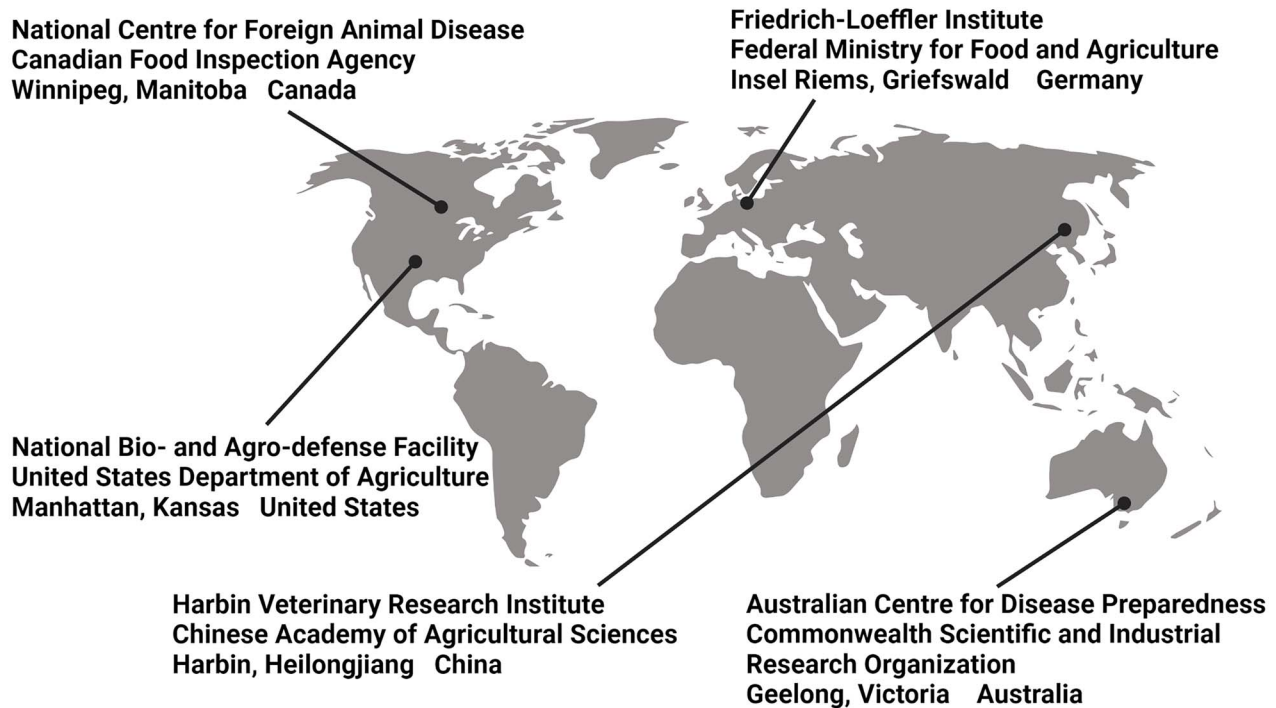 National Centre for Foreign Animal Disease
Canadian Food Inspection Agency
Winnipeg, Manitoba Canada
Friedrich-Loeffler Institute
Federal Ministry for Food and Agriculture
Insel Riems, Griefswald Germany
National Bio- and Agro-defense Facility
United States Department of Agriculture
Manhattan, Kansas United States
Harbin Veterinary Research Institute
Chinese Academy of Agricultural Sciences
Harbin, Heilongjiang China
Australian Centre for Disease Preparedness
Commonwealth Scientific and Industrial
Research Organization
Geelong, Victoria Australia